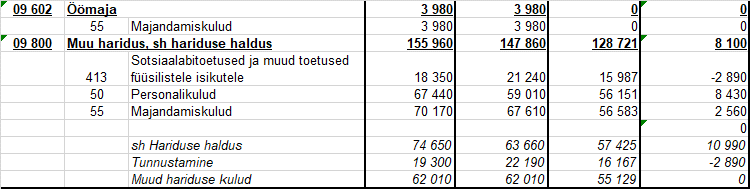 09 602 Öömaja 3 980 3 980 0 0
55 Majandamiskulud 3 980 3 980 0 0
09 800 Muu haridus, sh hariduse haldus 155 960 147 860 128 721 8 100
Sotsiaalabitoetused ja muud toetused
413 füüsilistele isikutele 18 350 21 240 15 987 -2 890
50 Personalikulud 67 440 59 010 56 151 8 430
55 Majandamiskulud 70 170 67 610 56 583 2 560
0
sh Hariduse haldus 74 650 63 660 57 425 10 990
Tunnustamine 19 300 22 190 16 167 -2 890
Muud hariduse kulud 62 010 62 010 55 129 0